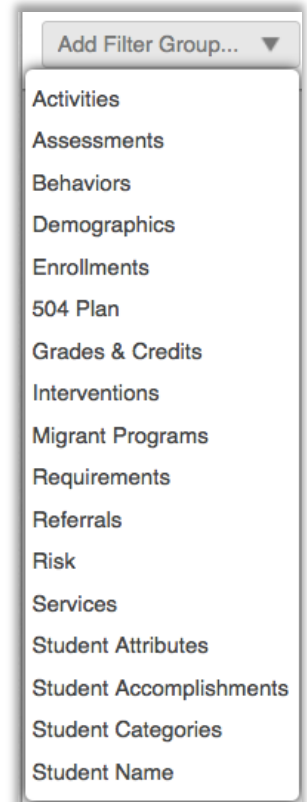 Add Filter Group...
Activities
Assessments
Behaviors
Demographics
Enrollments
504 Plan
Grades & Credits
Interventions
Migrant Programs
Requirements
Referrals
Risk
Services
Student Attributes
Student Accomplishments
Student Categories
Student Name